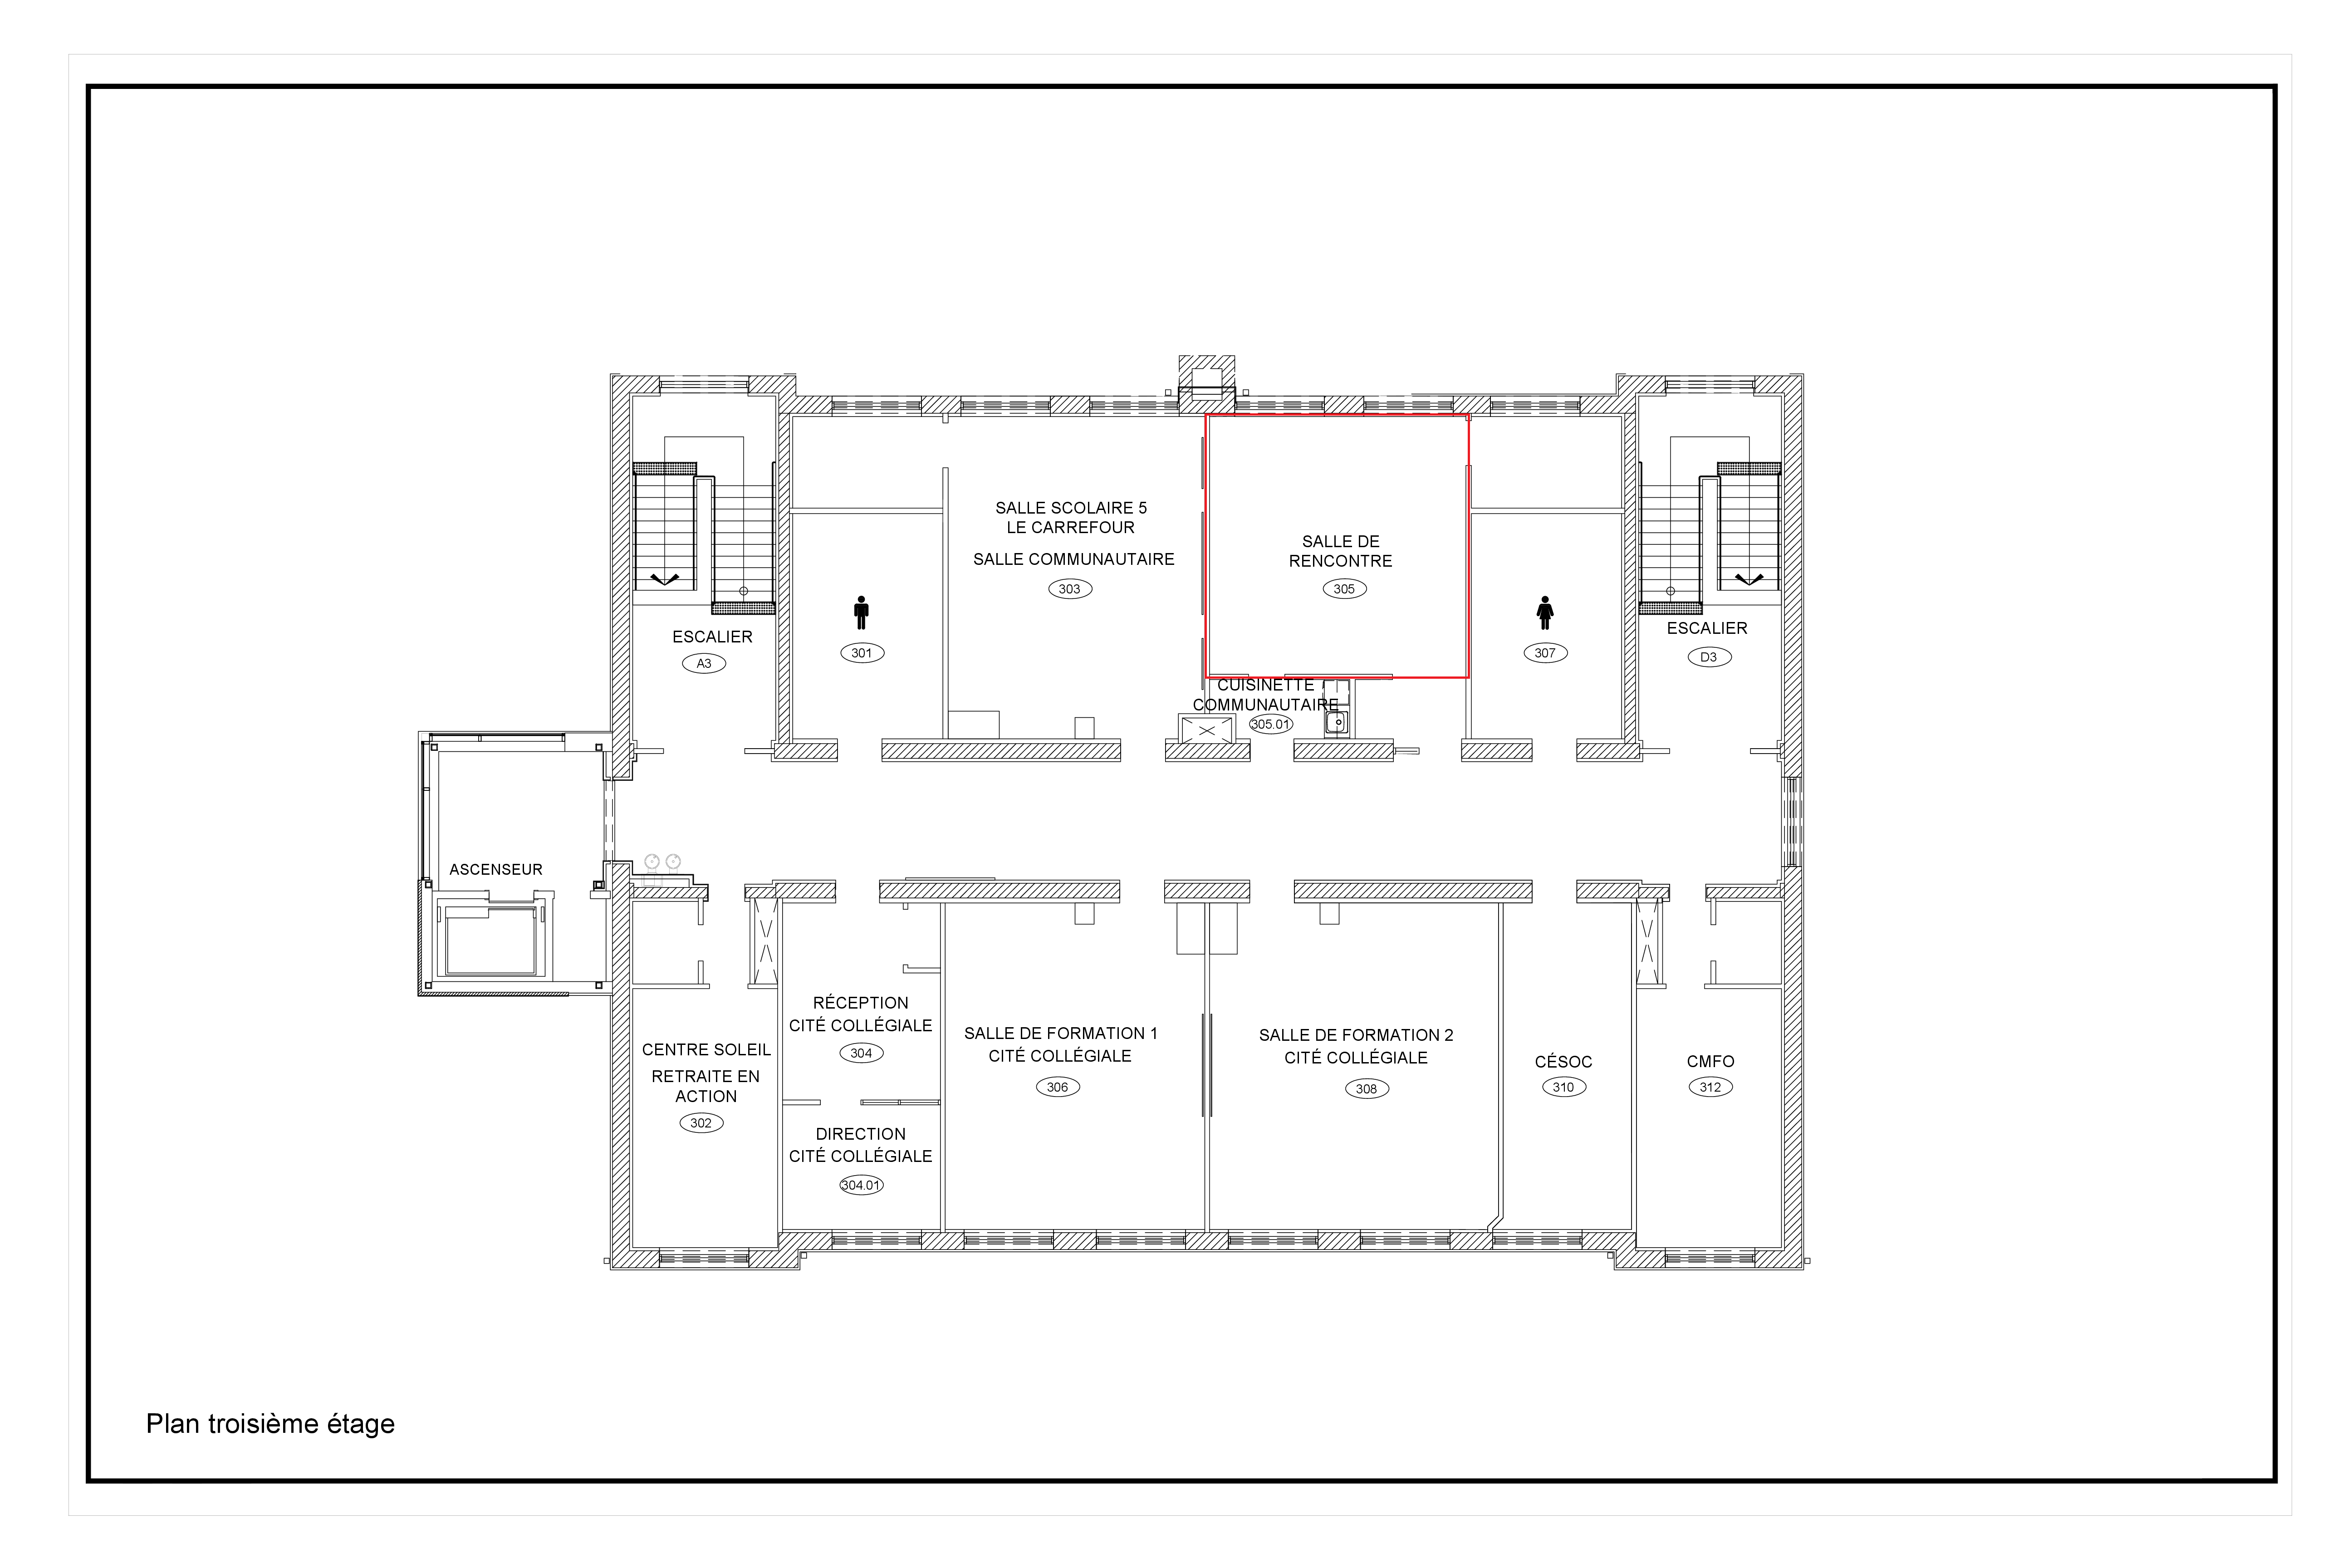 SALLE SCOLAIRE 5
LE CARREFOUR
SALLE COMMUNAUTAIRE
303
SALLE DE
RENCONTRE
305
ESCALIER
A3
301
307
ESCALIER
D3
CUISINETTE
COMMUNAUTAIRE
305.01
ASCENSEUR
CENTRE SOLEIL
RETRAITE EN
ACTION
302
RÉCEPTION
CITÉ COLLÉGIALE
304
DIRECTION
CITÉ COLLÉGIALE
304.01
SALLE DE FORMATION 1
CITÉ COLLÉGIALE
306
SALLE DE FORMATION 2
CITÉ COLLÉGIALE
308
CÉSOC
310
CMFO
312
Plan troisième étage